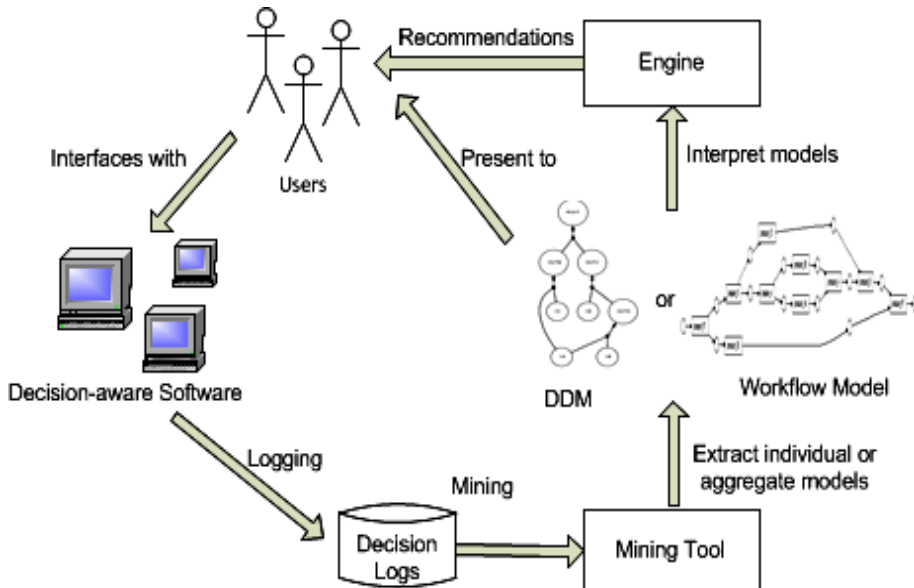 Recommendations
Engine
Interfaces with
Users
Present to
Interpret models
or
Decision-aware Software
DDM
Workflow Model
Logging
Mining
Extract individual or
aggregate models
Decision
Logs
Mining Tool